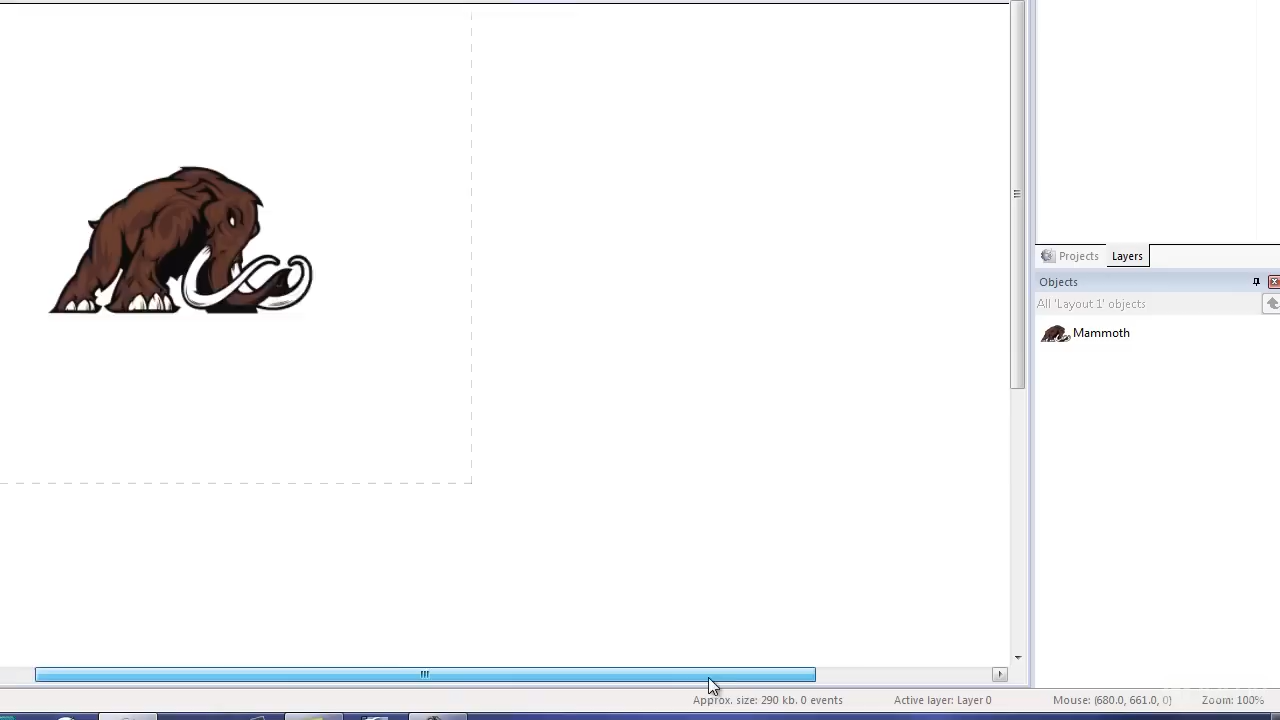 Projects
Layers
Objects
All 'Layout 1' objects
Mammoth
Approx. size: 290 kb. 0 events
Active layer: Layer 0
Mouse: (680.0, 661.0, 0)
Zoom: 100%